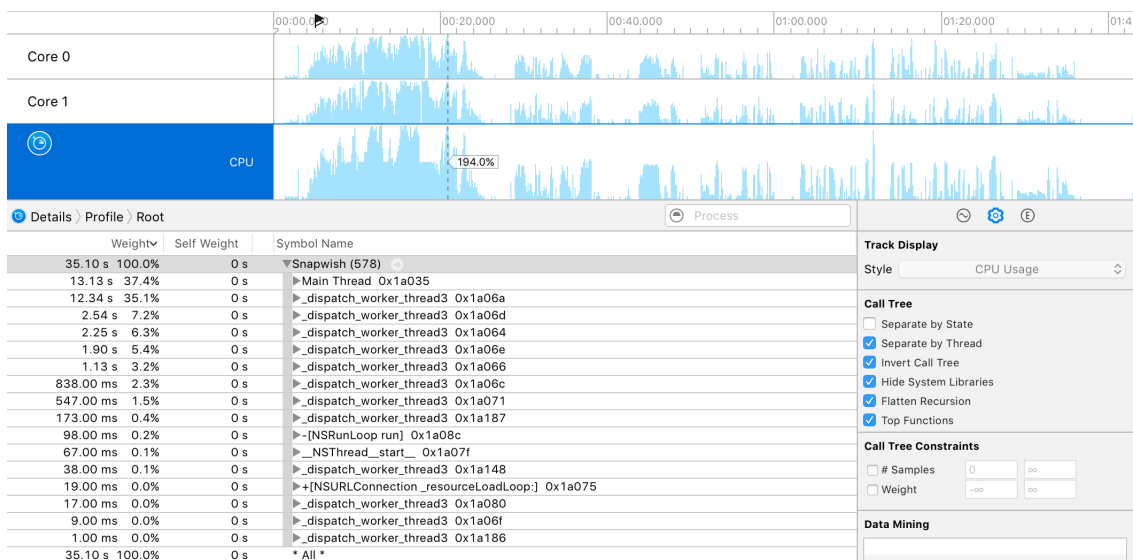 00:00.000 00:20.000 00:40.000 01:00.000 01:20.000 01:4
Core 0
Core 1
CPU
194.0%
Details Profile Root Process
Weight Self Weight Symbol Name
35.10 s 100.0% 0 s Snapwish (578)
13.13 s 37.4% 0 s Main Thread 0x1a035
12.34 s 35.1% 0 s _dispatch_worker_thread3 0x1a06a
2.54 s 7.2% 0 s _dispatch_worker_thread3 0x1a06d
2.25 s 6.3% 0 s _dispatch_worker_thread3 0x1a064
1.90 s 5.4% 0 s _dispatch_worker_thread3 0x1a06e
1.13 s 3.2% 0 s _dispatch_worker_thread3 0x1a066
838.00 ms 2.3% 0 s _dispatch_worker_thread3 0x1a06c
547.00 ms 1.5% 0 s _dispatch_worker_thread3 0x1a071
173.00 ms 0.4% 0 s _dispatch_worker_thread3 0x1a187
98.00 ms 0.2% 0 s -[NSRunLoop run] 0x1a08c
67.00 ms 0.1% 0 s __NSThread__start__ 0x1a07f
38.00 ms 0.1% 0 s _dispatch_worker_thread3 0x1a148
19.00 ms 0.0% 0 s +[NSURLConnection _resourceLoadLoop:] 0x1a075
17.00 ms 0.0% 0 s _dispatch_worker_thread3 0x1a080
9.00 ms 0.0% 0 s _dispatch_worker_thread3 0x1a06f
1.00 ms 0.0% 0 s _dispatch_worker_thread3 0x1a186
35.10 s 100.0% 0 s * All *
E
Track Display
Style CPU Usage
Call Tree
Separate by State
Separate by Thread
Invert Call Tree
Hide System Libraries
Flatten Recursion
Top Functions
Call Tree Constraints
# Samples 0 ∞
Weight -∞ ∞
Data Mining